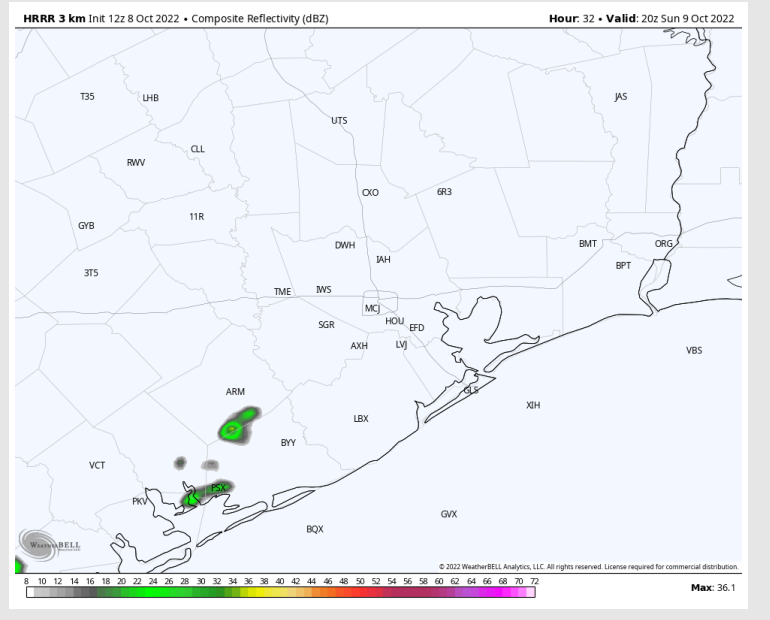 HRRR 3 km Init 12z 8 Oct 2022 • Composite Reflectivity (dBZ) Hour: 32 • Valid: 20z Sun 9 Oct 2022
T35 LHB JAS
UTS
CLL
RWV
CXO 6R3
11R
GYB
DWH BMT ORG
IAH BPT
3T5
TME IWS
MCJ
SGR HOU EFD
AXH LVJ VBS
ARM GLS
XIH
LBX
BYY
VCT
PSX
PKV
GVX
BQX
WEATHERBELL
© 2022 WeatherBELL Analytics, LLC. All rights reserved. License required for commercial distribution.
8 10 12 14 16 18 20 22 24 26 28 30 32 34 36 38 40 42 44 46 48 50 52 54 56 58 60 62 64 66 68 70 72
Max: 36.1